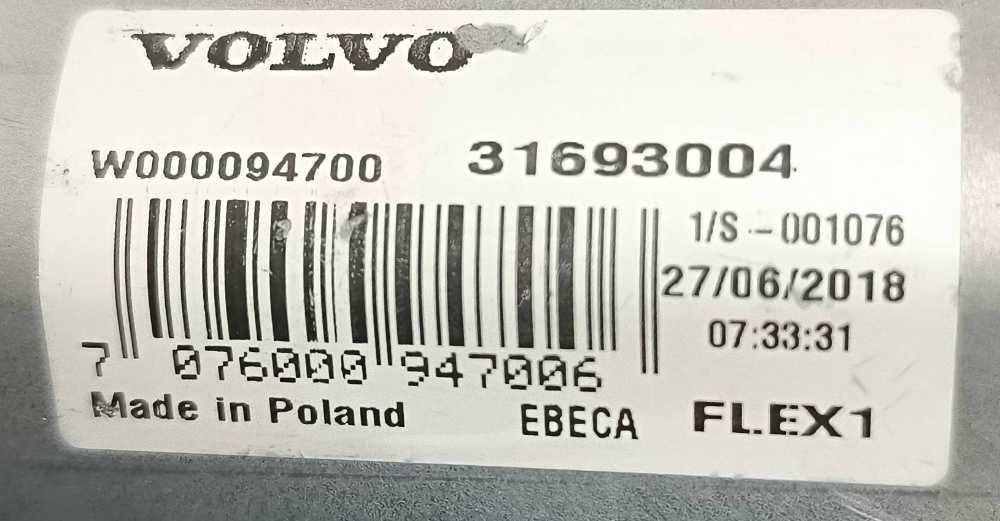 VOLVO
W000094700 31693004
1/S-001076
27/06/2018
07:33:31
7 076000 947006
Made in Poland EBECA FLEX1